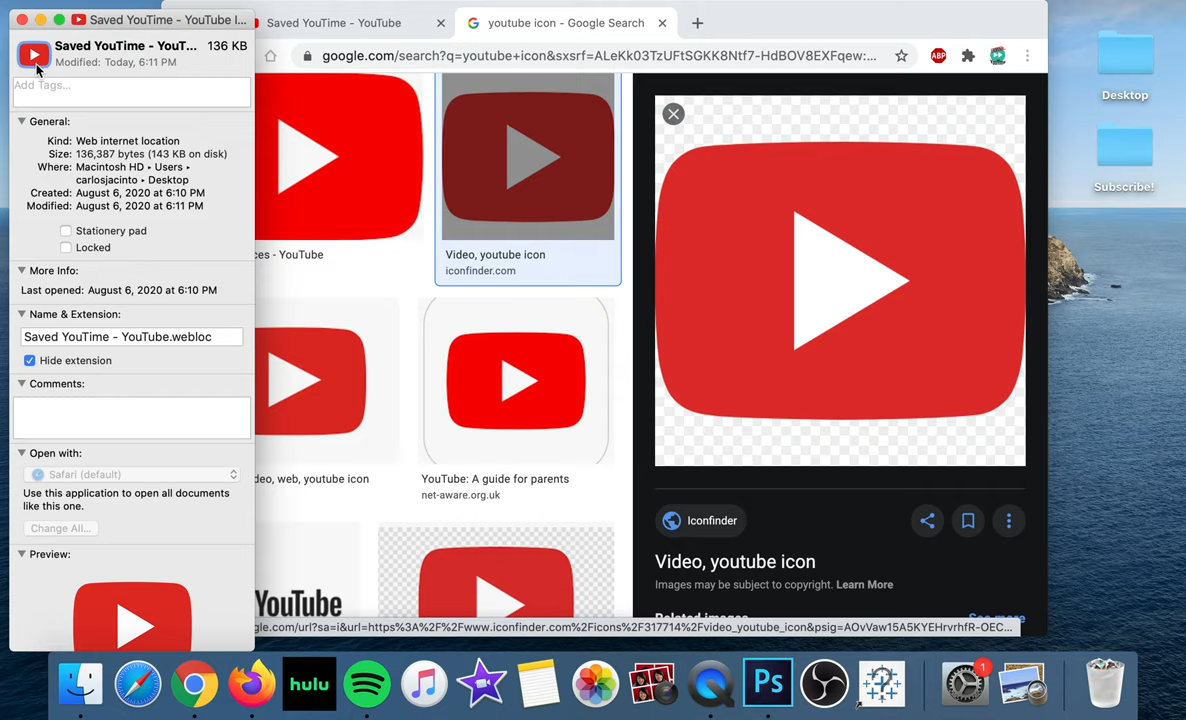 Saved YouTime - YouTube l...
Saved YouTime - YouT...
136 KB
Modified: Today, 6:11 PM
Add Tags...
General:
Kind: Web internet location
Size: 136,387 bytes (143 KB on disk)
Where: Macintosh HD ▸ Users ▸
carlosjacinto ▸ Desktop
Created: August 6, 2020 at 6:10 PM
Modified: August 6, 2020 at 6:11 PM
Stationery pad
Locked
More Info:
Last opened: August 6, 2020 at 6:10 PM
Name & Extension:
Saved YouTime - YouTube.webloc
Hide extension
Comments:
Open with:
Safari (default)
Use this application to open all documents
like this one.
Change All...
Preview:
Saved YouTime - YouTube
youtube icon - Google Search
google.com/search?q=youtube+icon&sxsrf=ALeKk03TzUFtSGKK8Ntf7-HdBOV8EXFqew:...
ABP
ces - YouTube
Video, youtube icon
iconfinder.com
deo, web, youtube icon
YouTube: A guide for parents
net-aware.org.uk
YouTube
Iconfinder
Video, youtube icon
Images may be subject to copyright. Learn More
Related images
See more
gle.com/url?sa=i&url=https%3A%2F%2Fwww.iconfinder.com%2Ficons%2F317714%2Fvideo_youtube_icon&psig=AOvVaw15A5KYEHrvrhfR-OEC...
Desktop
Subscribe!
hulu
Ps
1